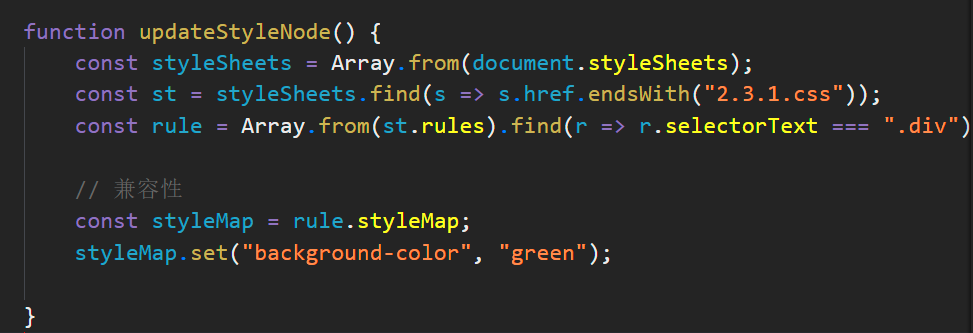 function updateStyleNode() {
const styleSheets = Array.from(document.styleSheets);
const st = styleSheets.find(s => s.href.endsWith("2.3.1.css"));
const rule = Array.from(st.rules).find(r => r.selectorText === ".div")
// 兼容性
const styleMap = rule.styleMap;
styleMap.set("background-color", "green");
}